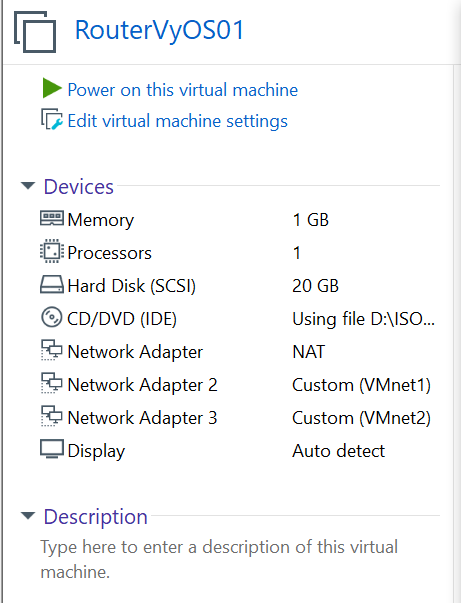 RouterVyOS01
Power on this virtual machine
Edit virtual machine settings
Devices
Memory 1 GB
Processors 1
Hard Disk (SCSI) 20 GB
CD/DVD (IDE) Using file D:\ISO...
Network Adapter NAT
Network Adapter 2 Custom (VMnet1)
Network Adapter 3 Custom (VMnet2)
Display Auto detect
Description
Type here to enter a description of this virtual
machine.